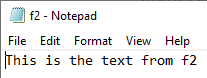 f2 - Notepad
File Edit Format View Help
This is the text from f2